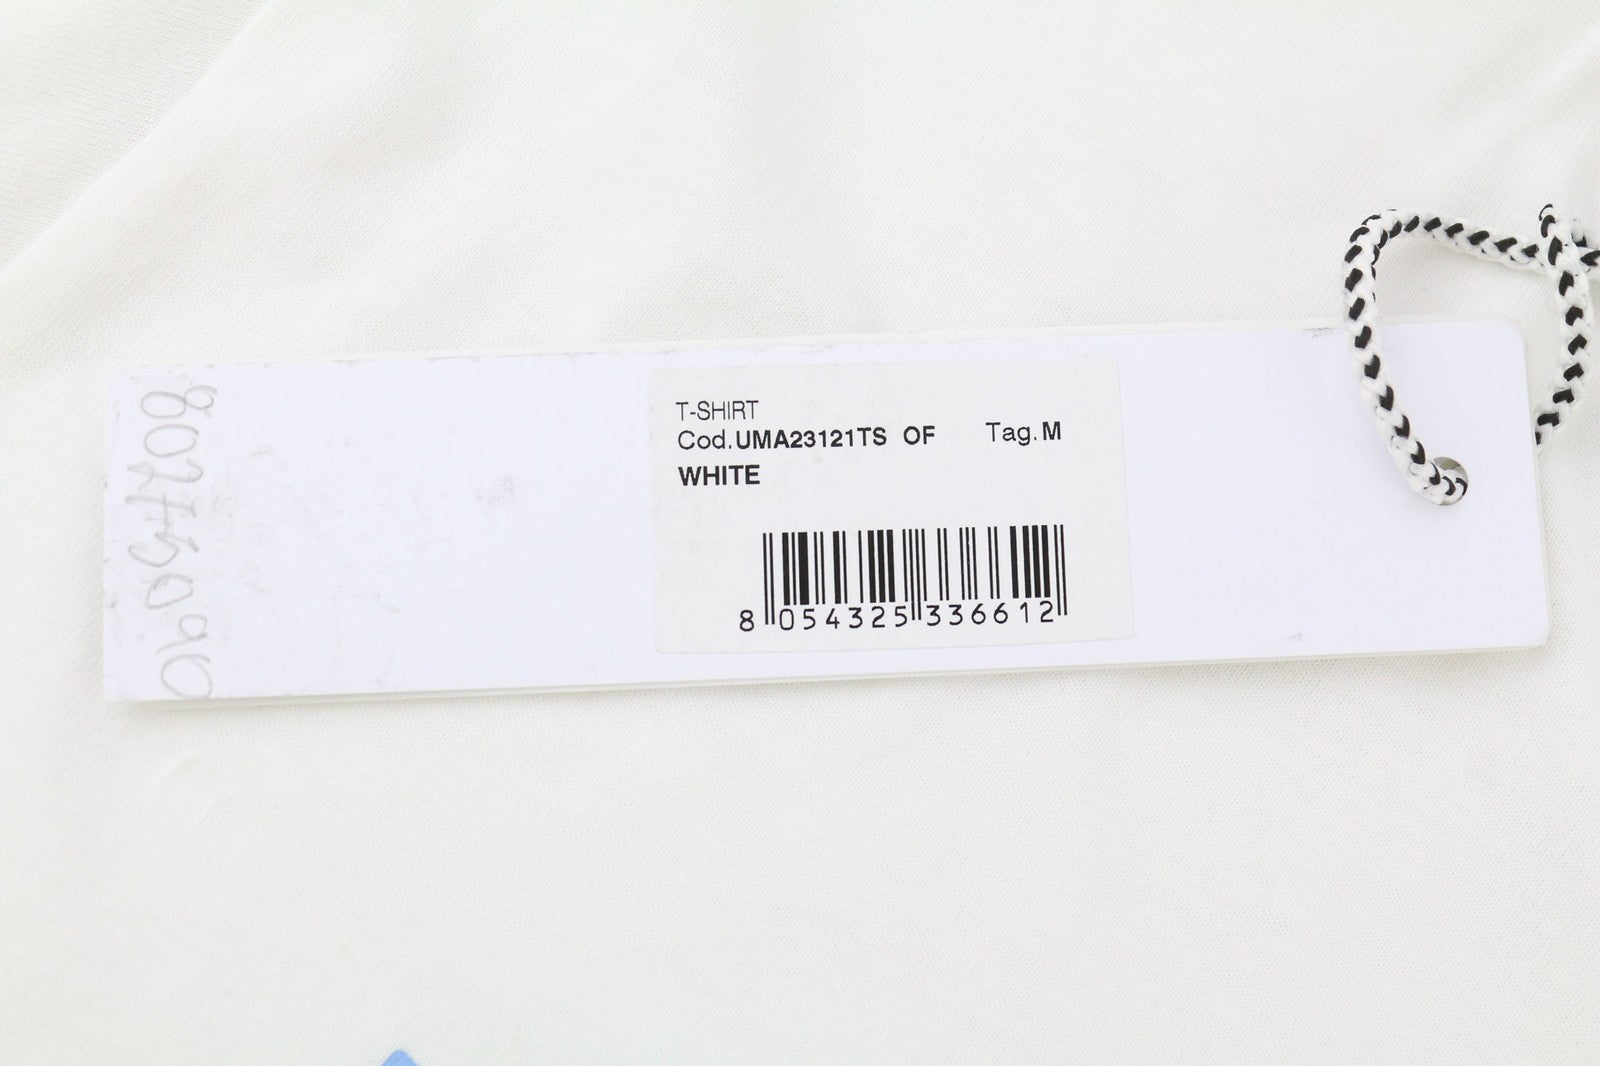 T-SHIRT
Cod.UMA23121TS OF Tag.M
WHITE
8 054325 336612